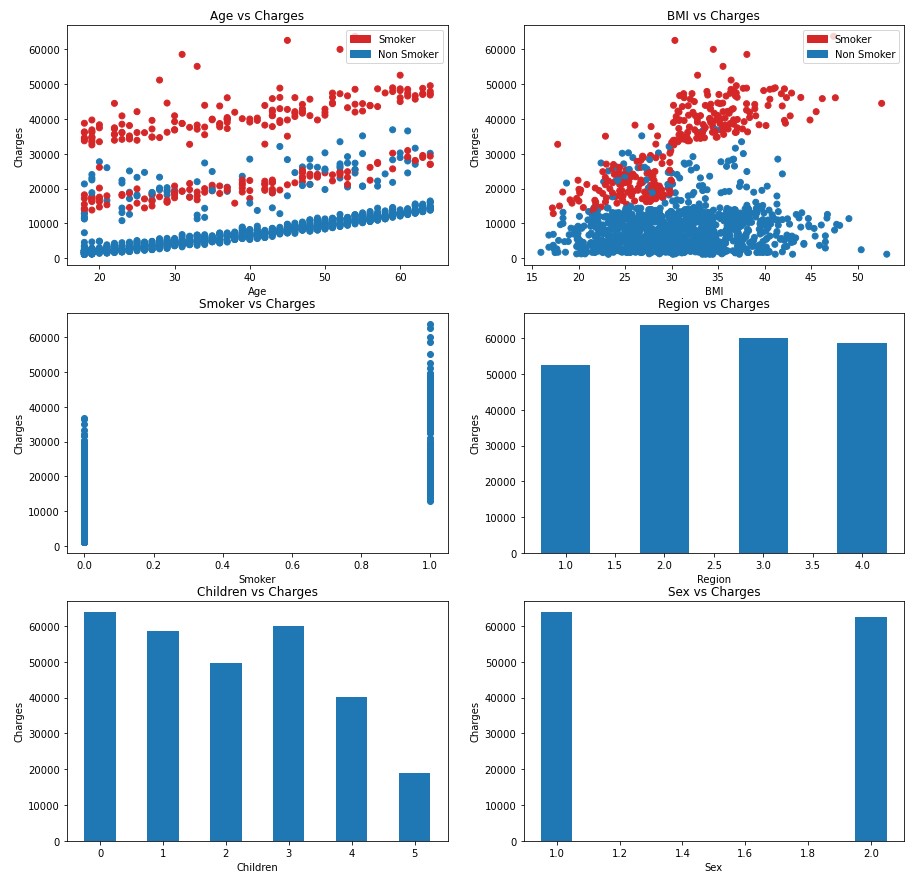 Age vs Charges
60000
50000
40000
30000
20000
10000
0
Charges
Smoker
Non Smoker
20 30 40 50 60
Age
BMI vs Charges
60000
50000
40000
30000
20000
10000
0
Charges
Smoker
Non Smoker
15 20 25 30 35 40 45 50
BMI
Smoker vs Charges
60000
50000
40000
30000
20000
10000
0
Charges
0.0 0.2 0.4 0.6 0.8 1.0
Smoker
Region vs Charges
60000
50000
40000
30000
20000
10000
0
Charges
1.0 1.5 2.0 2.5 3.0 3.5 4.0
Region
Children vs Charges
60000
50000
40000
30000
20000
10000
0
Charges
0 1 2 3 4 5
Children
Sex vs Charges
60000
50000
40000
30000
20000
10000
0
Charges
1.0 1.2 1.4 1.6 1.8 2.0
Sex